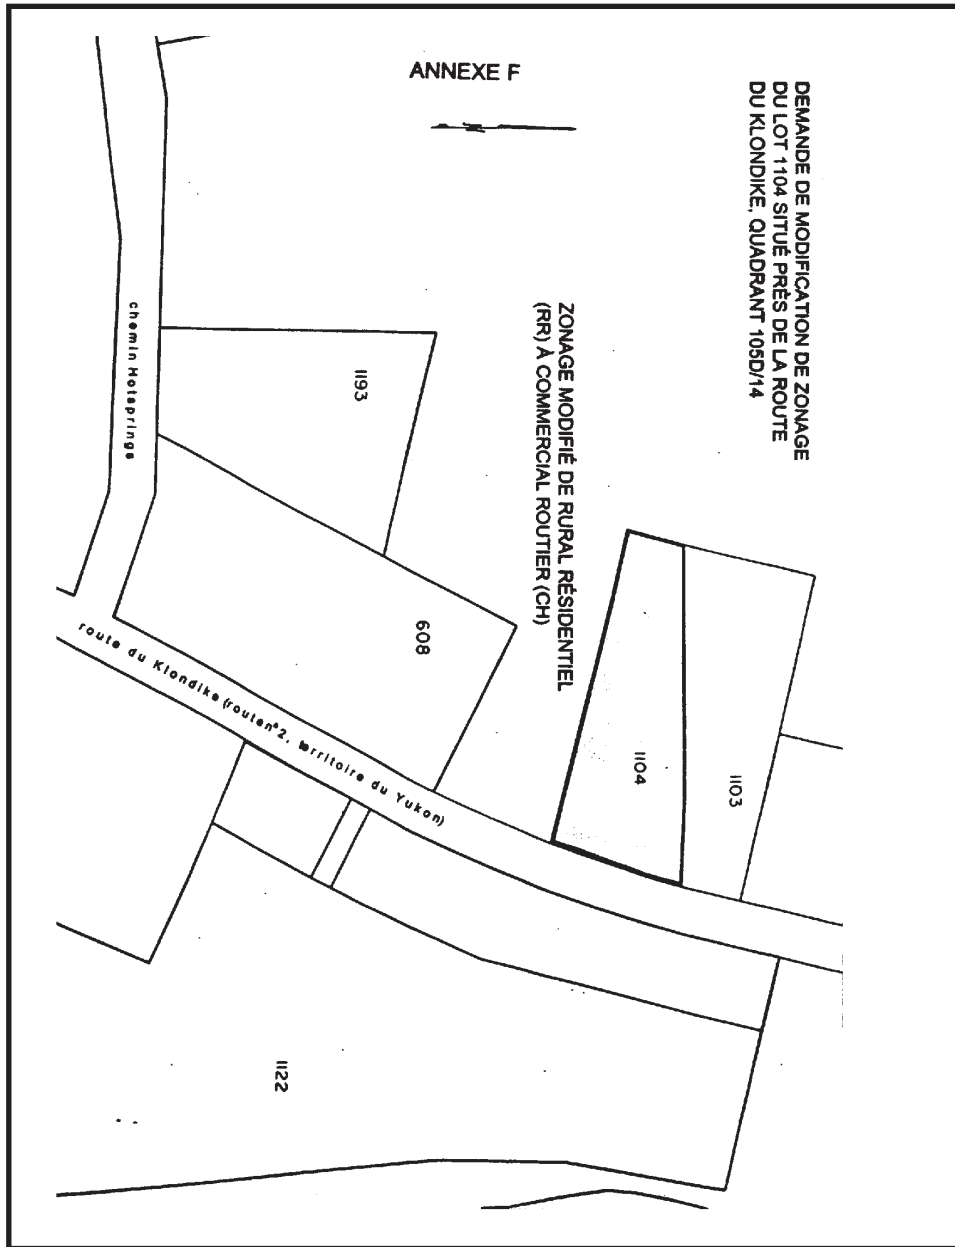 ANNEXE F
DEMANDE DE MODIFICATION DE ZONAGE
DU LOT 1104 SITUÉ PRÈS DE LA ROUTE
DU KLONDIKE, QUADRANT 105D/14
ZONAGE MODIFIÉ DE RURAL RÉSIDENTIEL
(RR) À COMMERCIAL ROUTIER (CH)
N
chemin Hotsprings
1193
608
1104
1103
route du Klondike (route n° 2, territoire du Yukon)
1122